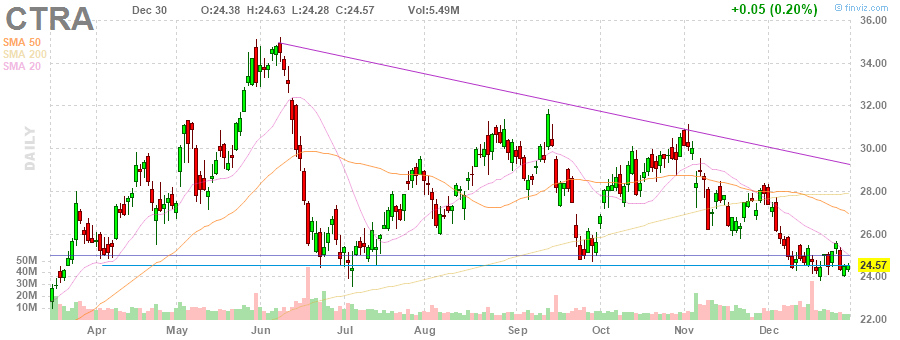 CTRA
Dec 30 O:24.38 H:24.63 L:24.28 C:24.57 Vol:5.49M +0.05 (0.20%) © finviz.com
SMA 50
SMA 200
SMA 20
DAILY
36.00
34.00
32.00
30.00
28.00
26.00
24.57
24.00
22.00
50M
40M
30M
20M
10M
Apr May Jun Jul Aug Sep Oct Nov Dec